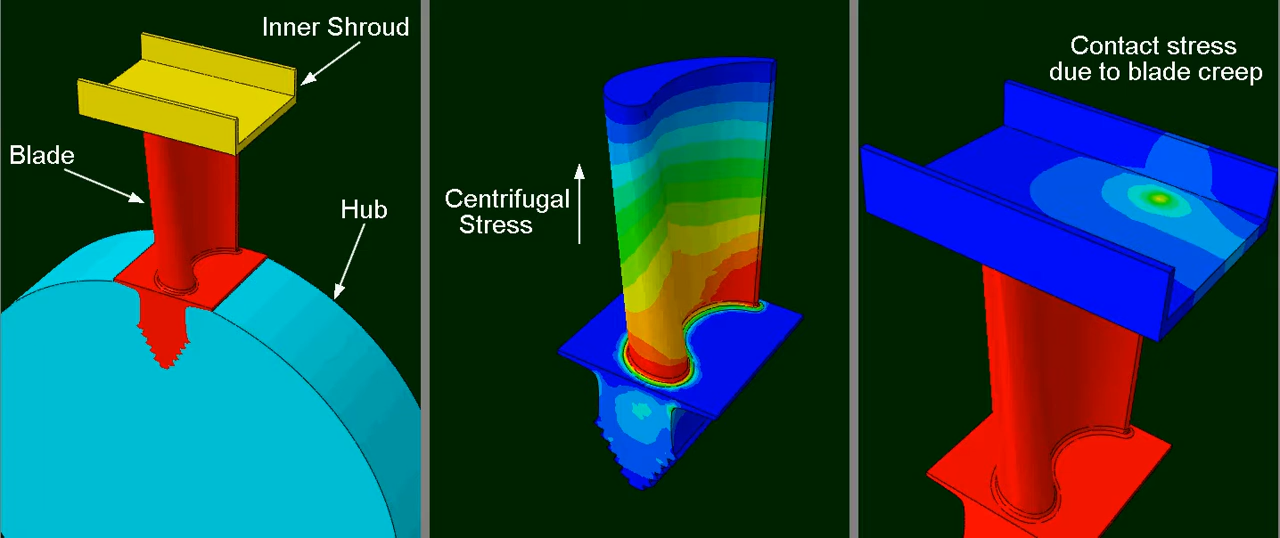 Inner Shroud
Blade
Hub
Centrifugal
Stress
Contact stress
due to blade creep